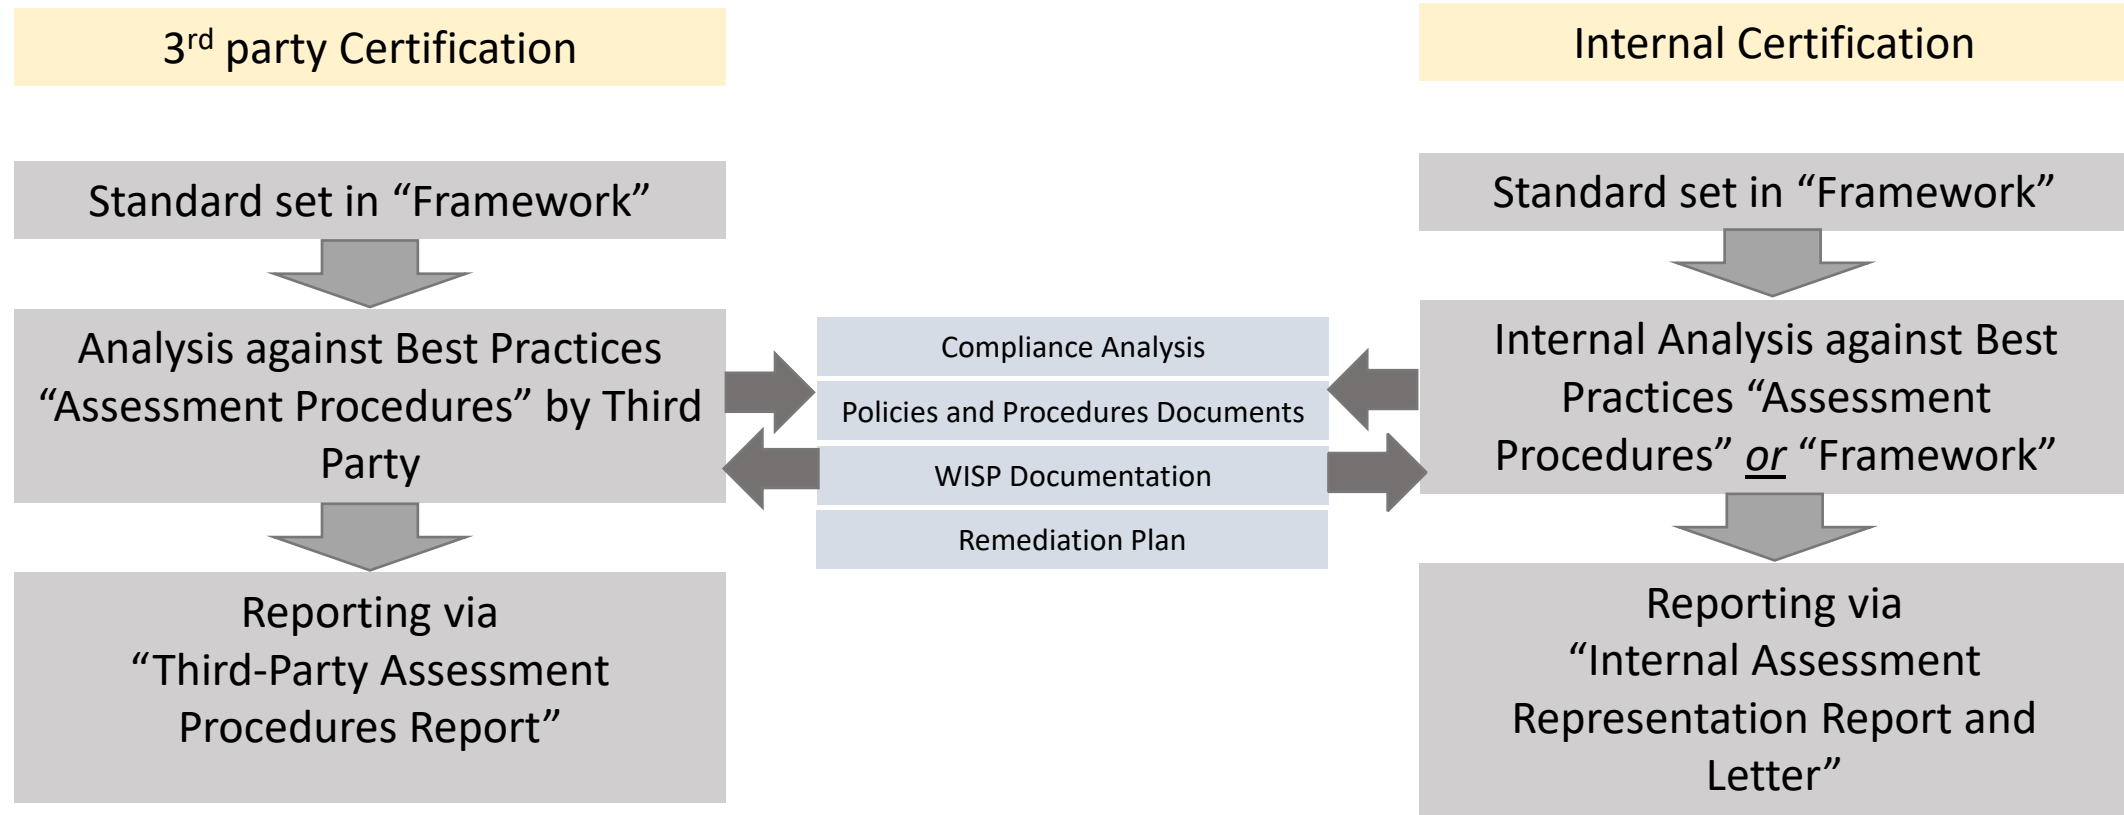 3rd party Certification
Standard set in “Framework”
Analysis against Best Practices
“Assessment Procedures” by Third
Party
Reporting via
“Third-Party Assessment
Procedures Report”
Compliance Analysis
Policies and Procedures Documents
WISP Documentation
Remediation Plan
Internal Certification
Standard set in “Framework”
Internal Analysis against Best
Practices “Assessment
Procedures” or “Framework”
Reporting via
“Internal Assessment
Representation Report and
Letter”